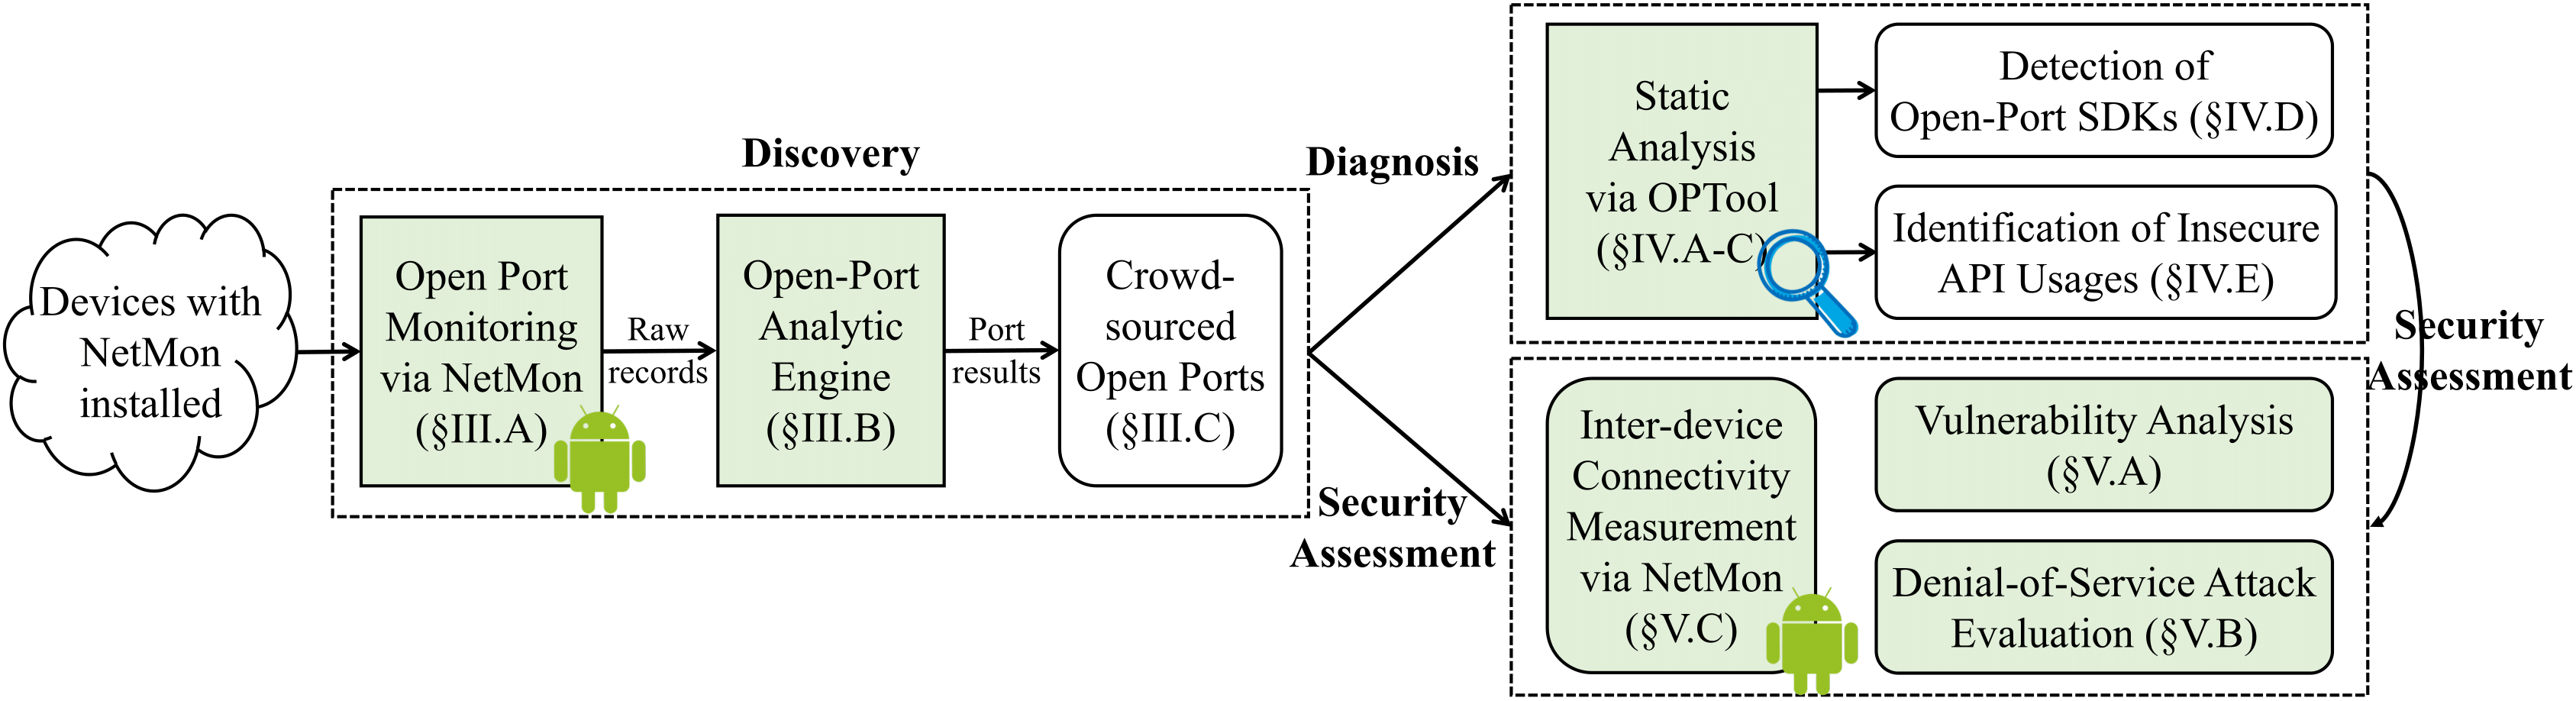 Devices with
NetMon
installed
Discovery
Open Port
Monitoring
via NetMon
(§III.A)
Raw
records
Open-Port
Analytic
Engine
(§III.B)
Port
results
Crowd-
sourced
Open Ports
(§III.C)
Diagnosis
Static
Analysis
via OPTool
(§IV.A-C)
Detection of
Open-Port SDKs (§IV.D)
Identification of Insecure
API Usages (§IV.E)
Security
Assessment
Security
Assessment
Inter-device
Connectivity
Measurement
via NetMon
(§V.C)
Vulnerability Analysis
(§V.A)
Denial-of-Service Attack
Evaluation (§V.B)